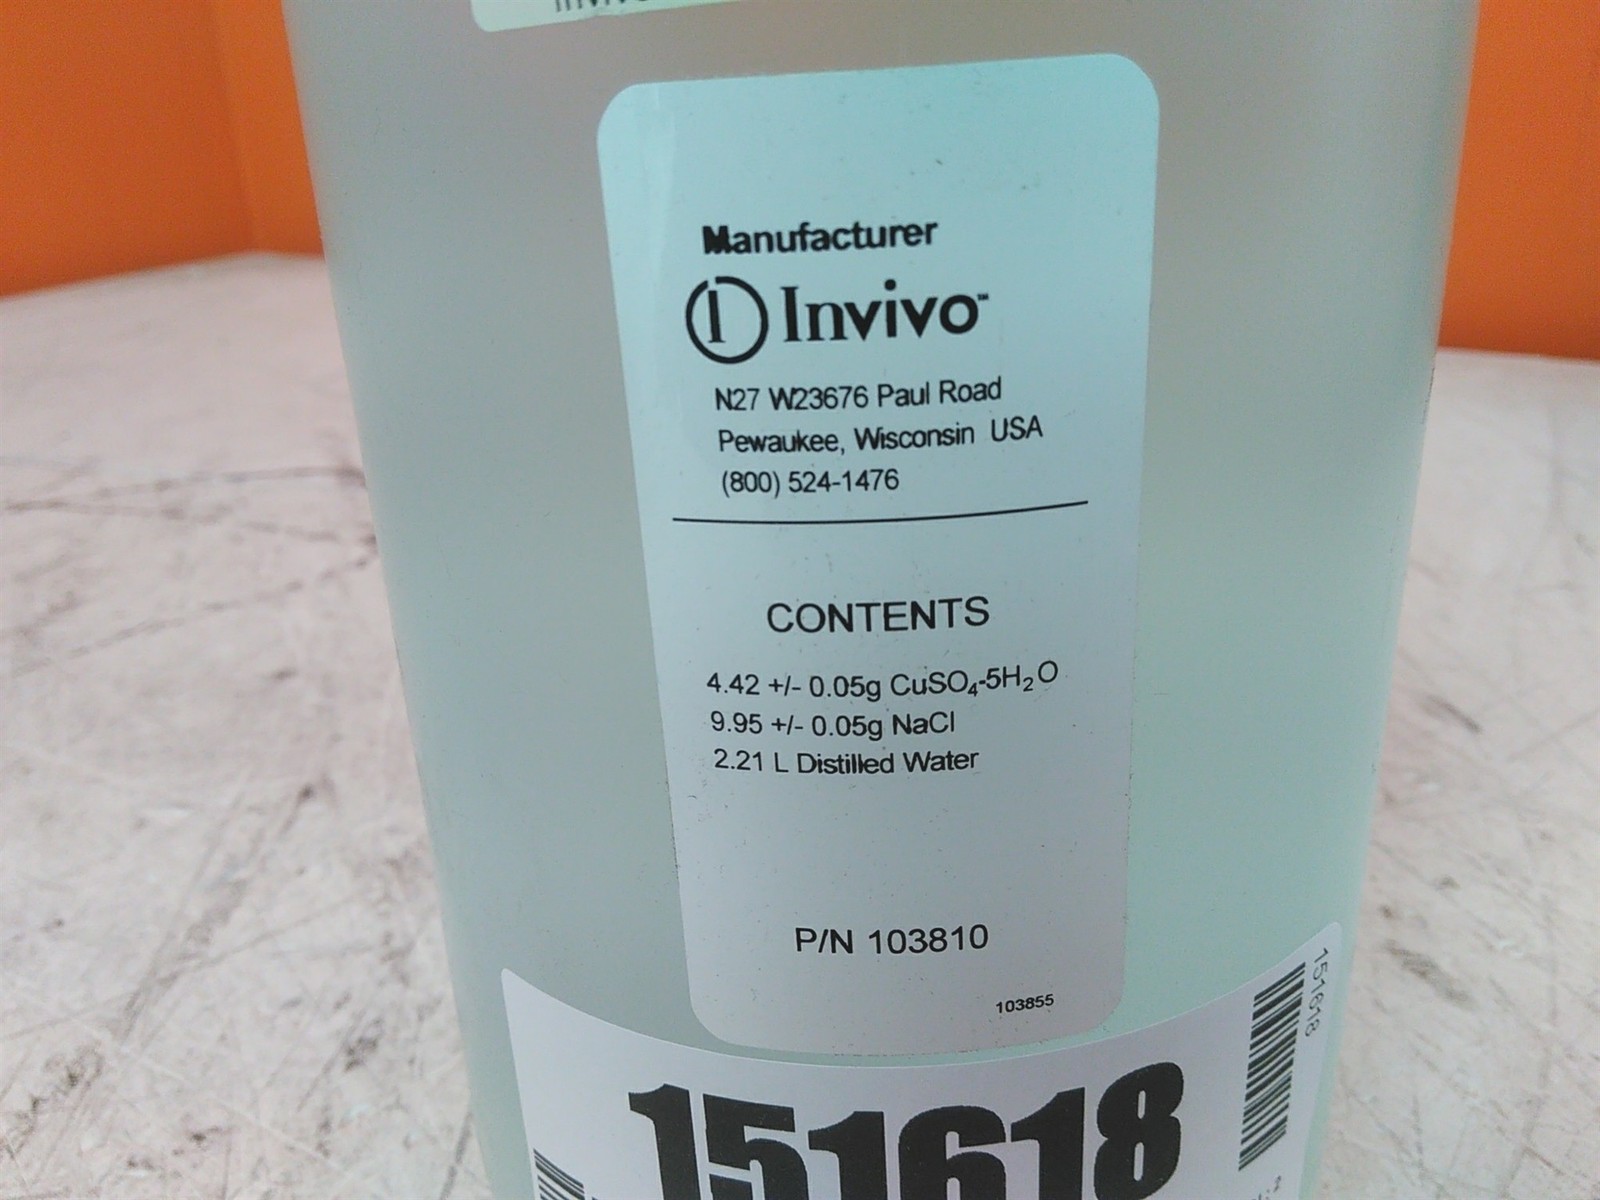 Manufacturer
Invivo™
N27 W23676 Paul Road
Pewaukee, Wisconsin USA
(800) 524-1476
CONTENTS
4.42 +/- 0.05g CuSO₄-5H₂O
9.95 +/- 0.05g NaCl
2.21 L Distilled Water
P/N 103810
103855
151618
151618